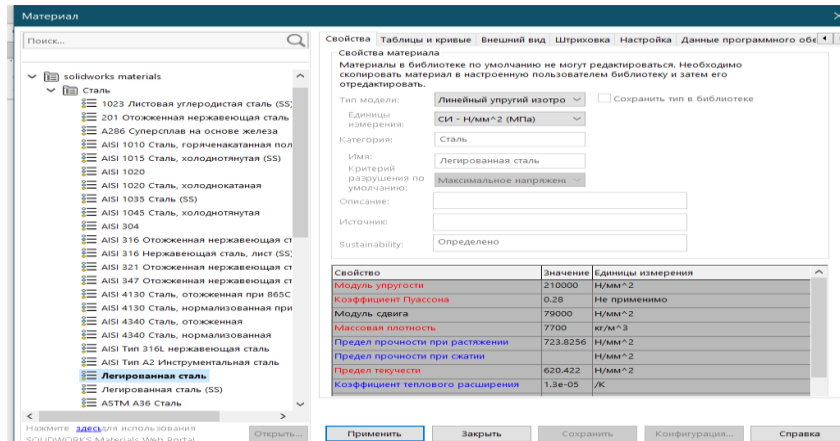 Материал
Поиск...
solidworks materials
Сталь
1023 Листовая углеродистая сталь (SS)
201 Отожженная нержавеющая сталь
A286 Суперсплав на основе железа
AISI 1010 Сталь, горяченакатанная пол
AISI 1015 Сталь, холоднотянутая (SS)
AISI 1020
AISI 1020 Сталь, холоднокатаная
AISI 1035 Сталь (SS)
AISI 1045 Сталь, холоднотянутая
AISI 304
AISI 316 Отожженная нержавеющая ст
AISI 316 Нержавеющая сталь, лист (SS)
AISI 321 Отожженная нержавеющая ст
AISI 347 Отожженная нержавеющая ст
AISI 4130 Сталь, отожженная при 865C
AISI 4130 Сталь, нормализованная при
AISI 4340 Сталь, отожженная
AISI 4340 Сталь, нормализованная
AISI Тип 316L нержавеющая сталь
AISI Тип A2 Инструментальная сталь
Легированная сталь
Легированная сталь (SS)
ASTM A36 Сталь
Нажмите здесь для использования
SOLIDWORKS Materials Web Portal
Открыть...
Свойства Таблицы и кривые Внешний вид Штриховка Настройка Данные программного обе
Свойства материала
Материалы в библиотеке по умолчанию не могут редактироваться. Необходимо
скопировать материал в настроенную пользователем библиотеку и затем его
отредактировать.
Тип модели: Линейный упругий изотро Сохранить тип в библиотеке
Единицы измерения: СИ - Н/мм^2 (МПа)
Категория: Сталь
Имя: Легированная сталь
Критерий разрушения по умолчанию: Максимальное напряжень
Описание:
Источник:
Sustainability: Определено
Свойство Значение Единицы измерения
Модуль упругости 210000 Н/мм^2
Коэффициент Пуассона 0.28 Не применимо
Модуль сдвига 79000 Н/мм^2
Массовая плотность 7700 кг/м^3
Предел прочности при растяжении 723.8256 Н/мм^2
Предел прочности при сжатии Н/мм^2
Предел текучести 620.422 Н/мм^2
Коэффициент теплового расширения 1.3e-05 /K
Применить Закрыть Сохранить Конфигурация... Справка